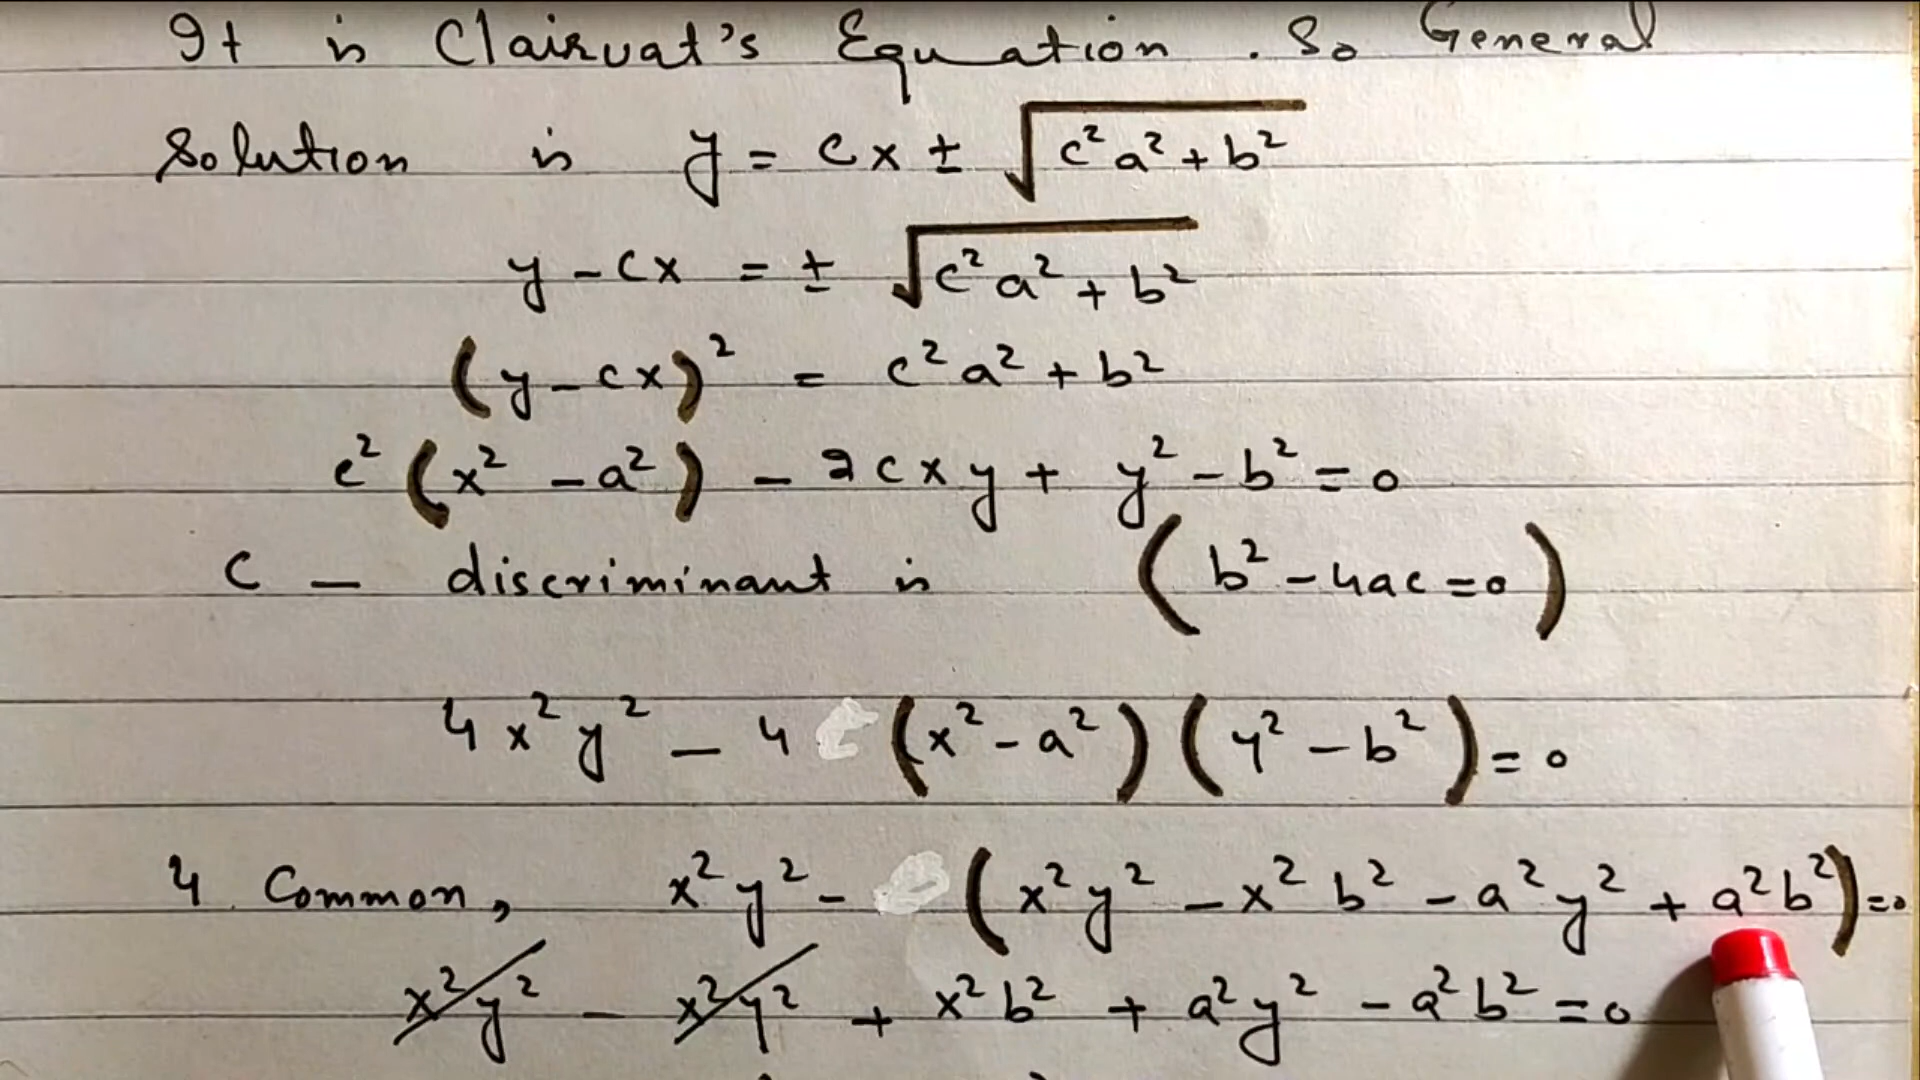 It is Clairuat's Equation. So General
Solution is y = cx ± √c²a² + b²
y - cx = ± √c²a² + b²
(y - cx)² = c²a² + b²
c² (x² - a²) - 2cxy + y² - b² = 0
C - discriminant is (b² - 4ac = 0)
4x²y² - 4 (x² - a²) (y² - b²) = 0
4 Common, x²y² - (x²y² - x²b² - a²y² + a²b²) = 0
x²y² - x²y² + x²b² + a²y² - a²b² = 0